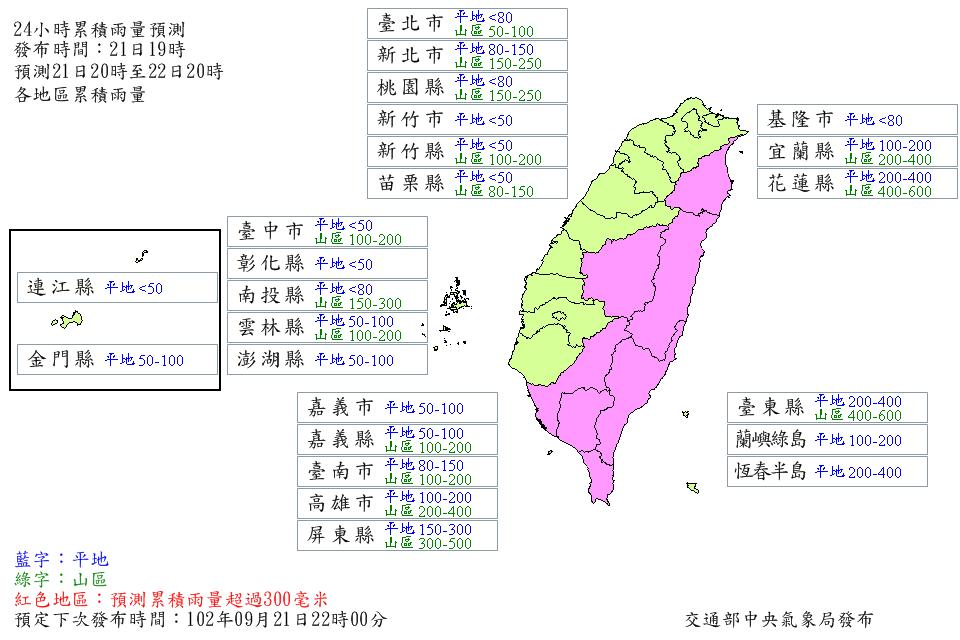 24小時累積雨量預測
發布時間：21日19時
預測21日20時至22日20時
各地區累積雨量
臺北市 平地<80
山區50-100
新北市 平地80-150
山區150-250
桃園縣 平地<80
山區150-250
新竹市 平地<50
新竹縣 平地<50
山區100-200
苗栗縣 平地<50
山區80-150
基隆市 平地<80
宜蘭縣 平地100-200
山區200-400
花蓮縣 平地200-400
山區400-600
臺中市 平地<50
山區100-200
彰化縣 平地<50
南投縣 平地<80
山區150-300
雲林縣 平地50-100
山區100-200
澎湖縣 平地50-100
連江縣 平地<50
金門縣 平地50-100
嘉義市 平地50-100
嘉義縣 平地50-100
山區100-200
臺南市 平地80-150
山區100-200
高雄市 平地100-200
山區200-400
屏東縣 平地150-300
山區300-500
臺東縣 平地200-400
山區400-600
蘭嶼綠島 平地100-200
恆春半島 平地200-400
藍字：平地
綠字：山區
紅色地區：預測累積雨量超過300毫米
預定下次發布時間：102年09月21日22時00分
交通部中央氣象局發布